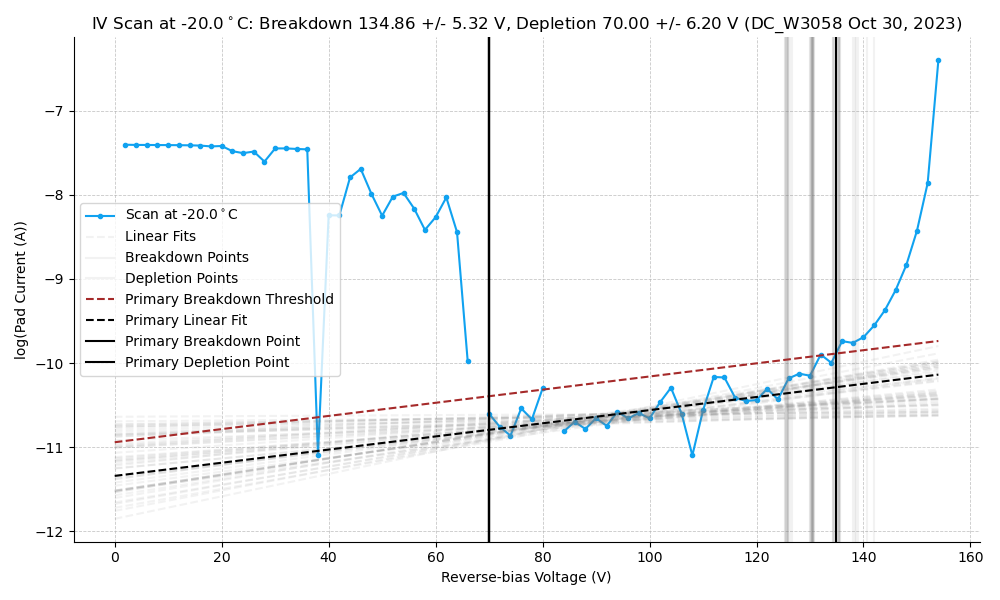 IV Scan at -20.0°C: Breakdown 134.86 +/- 5.32 V, Depletion 70.00 +/- 6.20 V (DC_W3058 Oct 30, 2023)
log(Pad Current (A))
−7
−8
−9
−10
−11
−12
Scan at -20.0°C
Linear Fits
Breakdown Points
Depletion Points
Primary Breakdown Threshold
Primary Linear Fit
Primary Breakdown Point
Primary Depletion Point
0 20 40 60 80 100 120 140 160
Reverse-bias Voltage (V)